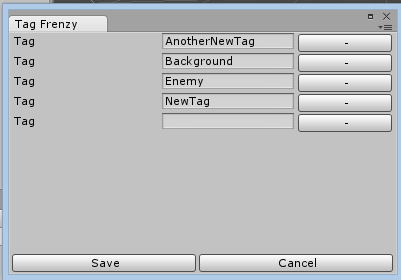 Tag Frenzy
Tag AnotherNewTag -
Tag Background -
Tag Enemy -
Tag NewTag -
Tag -
Save Cancel